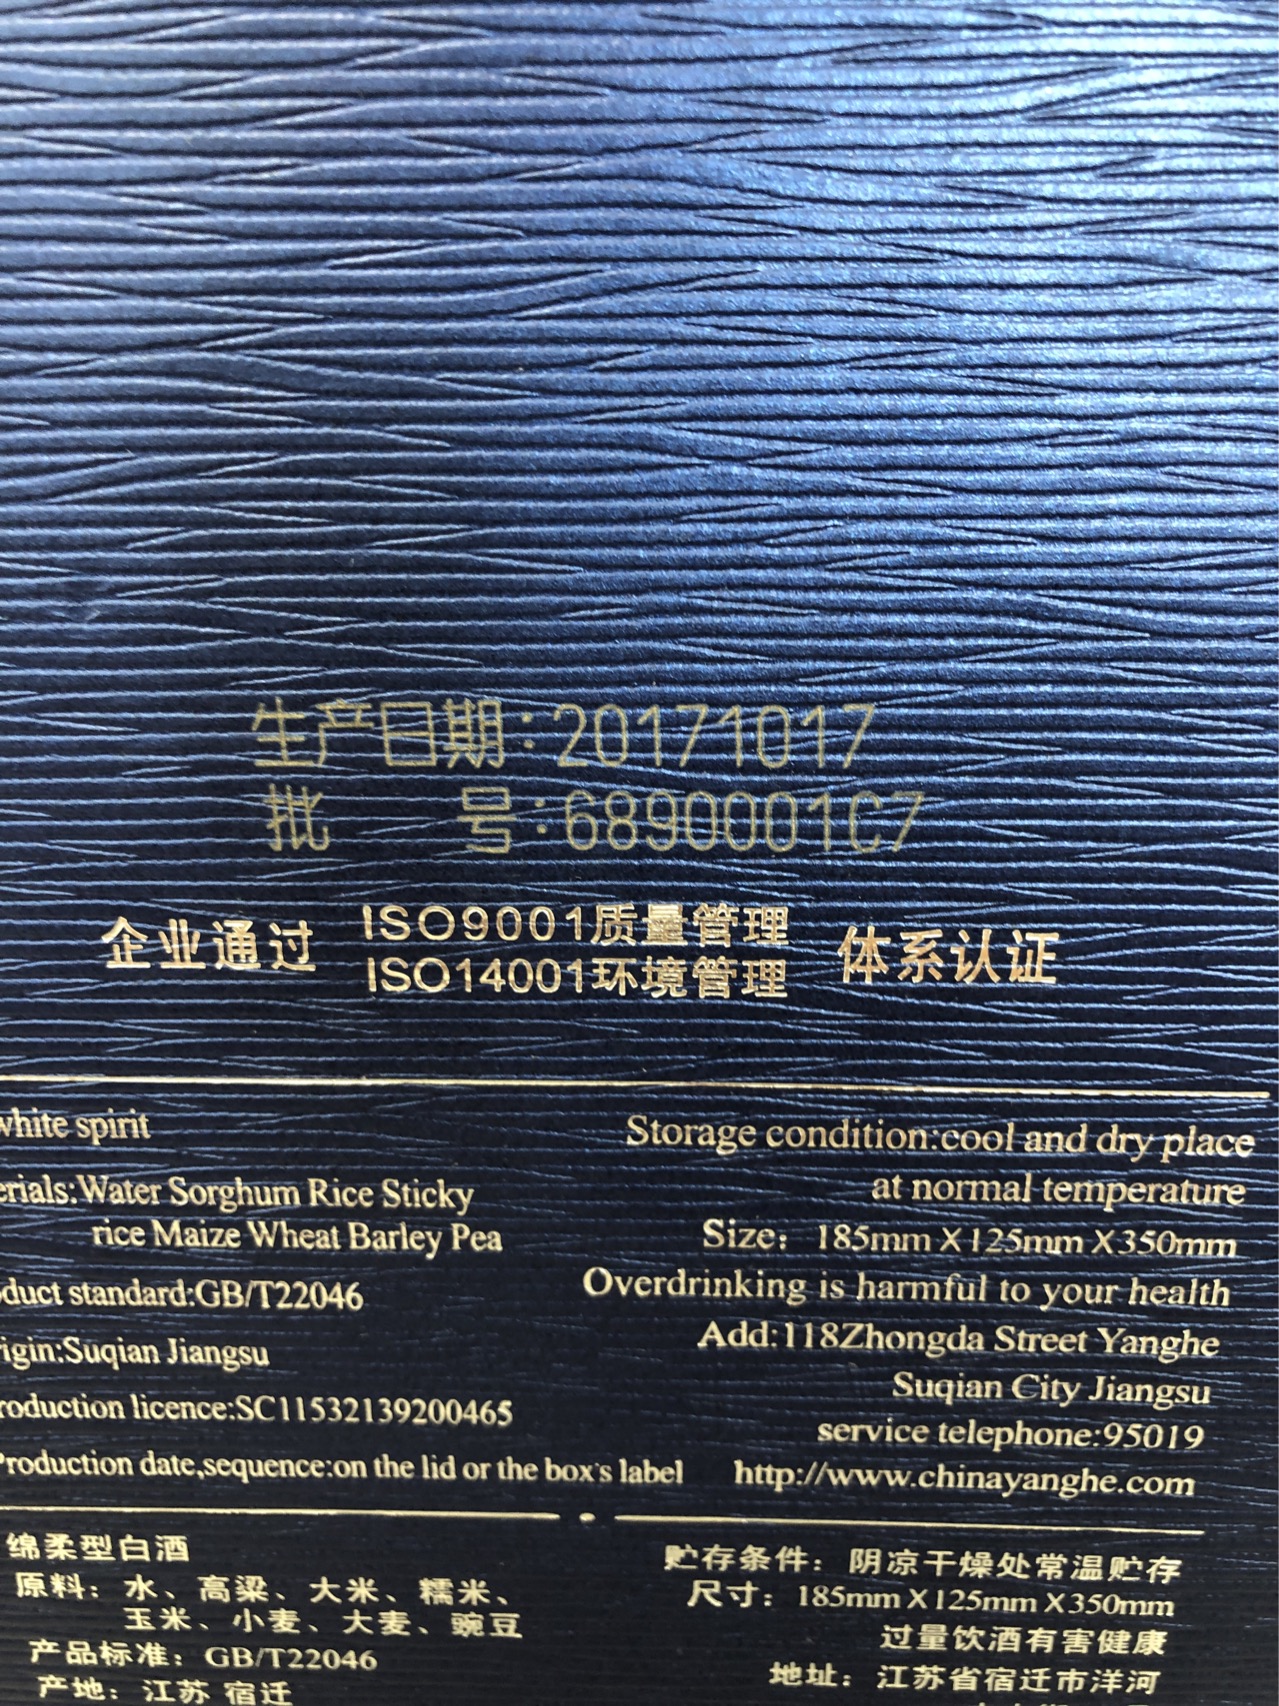 生产日期:20171017
批 号:6890001C7
企业通过
ISO9001质量管理
ISO14001环境管理
体系认证
white spirit
erials:Water Sorghum Rice Sticky
rice Maize Wheat Barley Pea
duct standard:GB/T22046
igin:Suqian Jiangsu
roduction licence:SC11532139200465
Production date,sequence:on the lid or the box's label
Storage condition:cool and dry place
at normal temperature
Size：185mm X 125mm X 350mm
Overdrinking is harmful to your health
Add:118Zhongda Street Yanghe
Suqian City Jiangsu
service telephone:95019
http://www.chinayanghe.com
绵柔型白酒
原料：水、高粱、大米、糯米、
玉米、小麦、大麦、豌豆
产品标准：GB/T22046
产地：江苏 宿迁
贮存条件：阴凉干燥处常温贮存
尺寸：185mm X 125mm X 350mm
过量饮酒有害健康
地址：江苏省宿迁市洋河